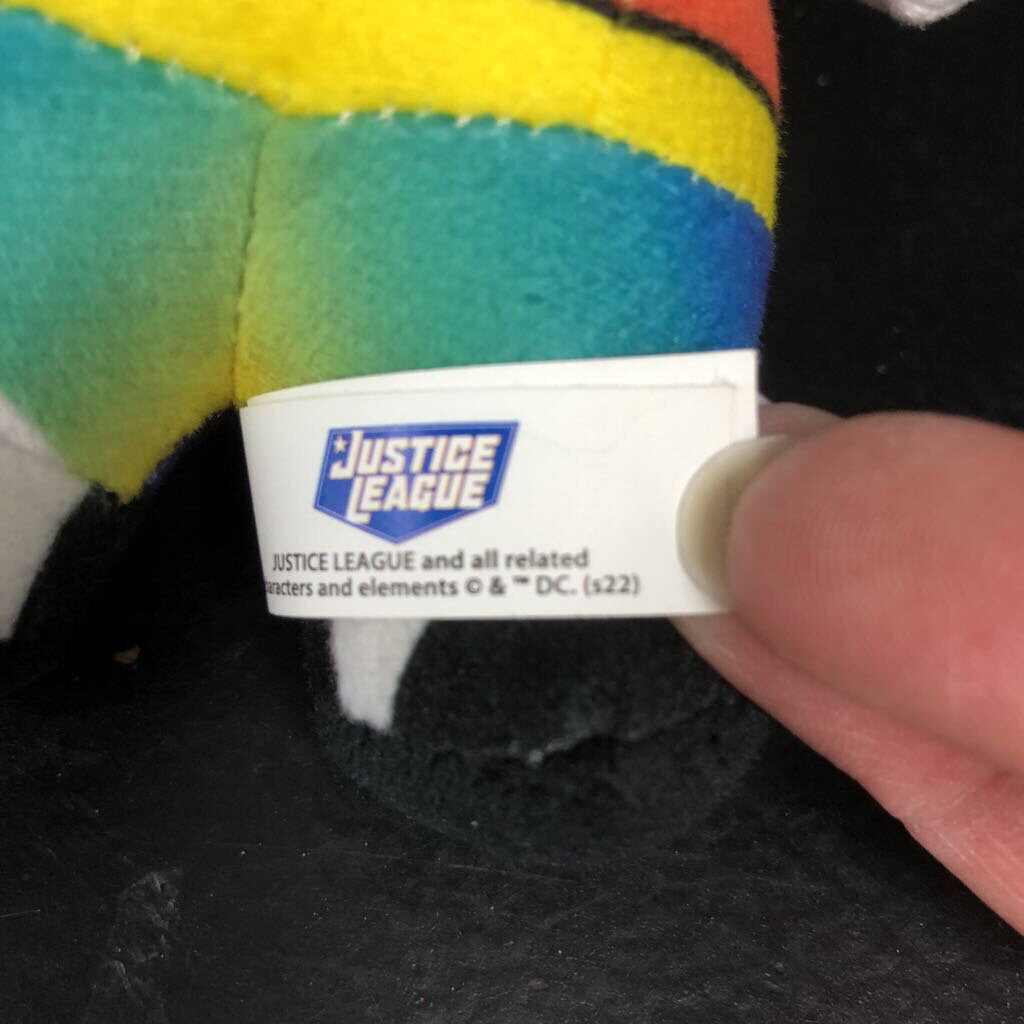 JUSTICE
LEAGUE
JUSTICE LEAGUE and all related
aracters and elements © & ™ DC. (s22)